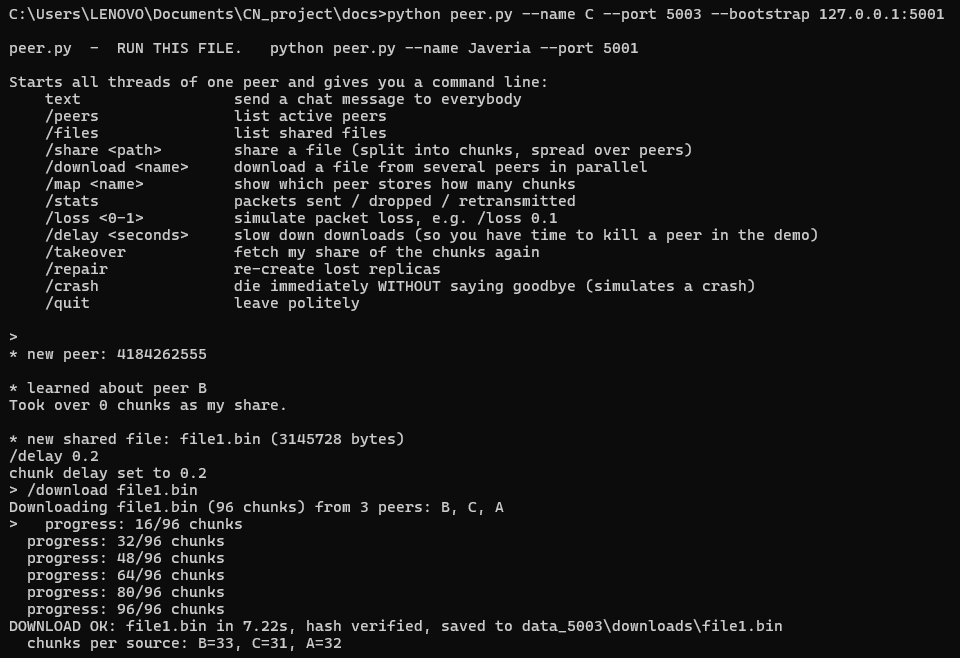 C:\Users\LENOVO\Documents\CN_project\docs>python peer.py --name C --port 5003 --bootstrap 127.0.0.1:5001
peer.py  -  RUN THIS FILE.   python peer.py --name Javeria --port 5001
Starts all threads of one peer and gives you a command line:
    text                 send a chat message to everybody
    /peers               list active peers
    /files               list shared files
    /share <path>        share a file (split into chunks, spread over peers)
    /download <name>     download a file from several peers in parallel
    /map <name>          show which peer stores how many chunks
    /stats               packets sent / dropped / retransmitted
    /loss <0-1>          simulate packet loss, e.g. /loss 0.1
    /delay <seconds>     slow down downloads (so you have time to kill a peer in the demo)
    /takeover            fetch my share of the chunks again
    /repair              re-create lost replicas
    /crash               die immediately WITHOUT saying goodbye (simulates a crash)
    /quit                leave politely
>
* new peer: 4184262555
* learned about peer B
Took over 0 chunks as my share.
* new shared file: file1.bin (3145728 bytes)
/delay 0.2
chunk delay set to 0.2
> /download file1.bin
Downloading file1.bin (96 chunks) from 3 peers: B, C, A
>   progress: 16/96 chunks
  progress: 32/96 chunks
  progress: 48/96 chunks
  progress: 64/96 chunks
  progress: 80/96 chunks
  progress: 96/96 chunks
DOWNLOAD OK: file1.bin in 7.22s, hash verified, saved to data_5003\downloads\file1.bin
  chunks per source: B=33, C=31, A=32